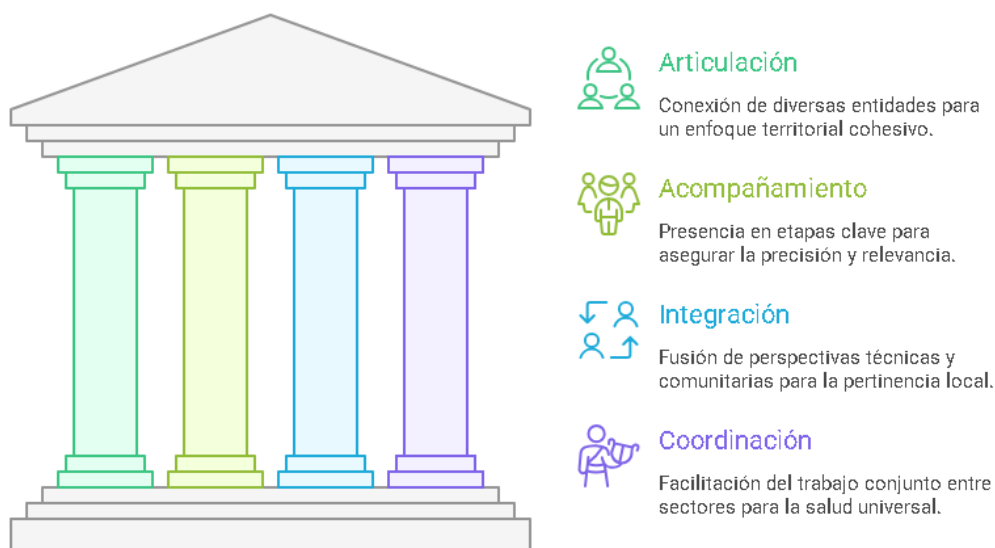 Articulación
Conexión de diversas entidades para
un enfoque territorial cohesivo.
Acompañamiento
Presencia en etapas clave para
asegurar la precisión y relevancia.
Integración
Fusión de perspectivas técnicas y
comunitarias para la pertinencia local.
Coordinación
Facilitación del trabajo conjunto entre
sectores para la salud universal.